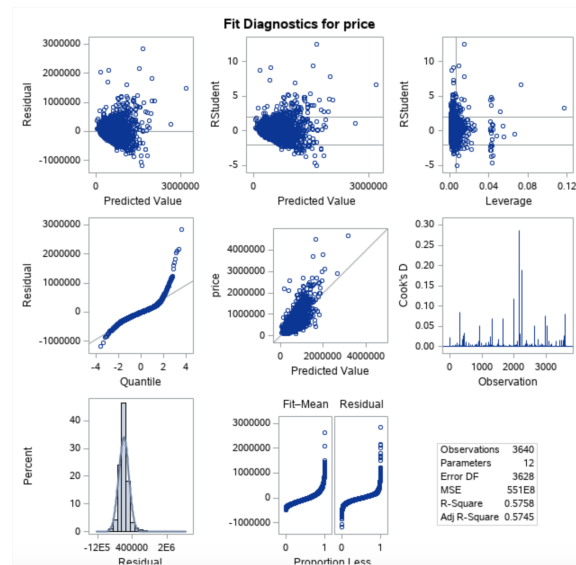 Fit Diagnostics for price
Residual
3000000
2000000
1000000
0
-1000000
0
3000000
Predicted Value
RStudent
10
5
0
-5
0
3000000
Predicted Value
RStudent
10
5
0
-5
0.00
0.04
0.08
0.12
Leverage
Residual
3000000
2000000
1000000
0
-1000000
-4
-2
0
2
4
Quantile
price
4000000
3000000
2000000
1000000
0
0
2000000
5000000
Predicted Value
Cook's D
0.30
0.25
0.20
0.15
0.10
0.05
0.00
0
1000
2000
3000
Observation
Percent
40
30
20
10
0
-12E5
400000
2E6
Residual
Fit–Mean
Residual
3000000
2000000
1000000
0
-1000000
0
1
0
1
Proportion Less
Observations 3640
Parameters 12
Error DF 3628
MSE 551E8
R-Square 0.5758
Adj R-Square 0.5745